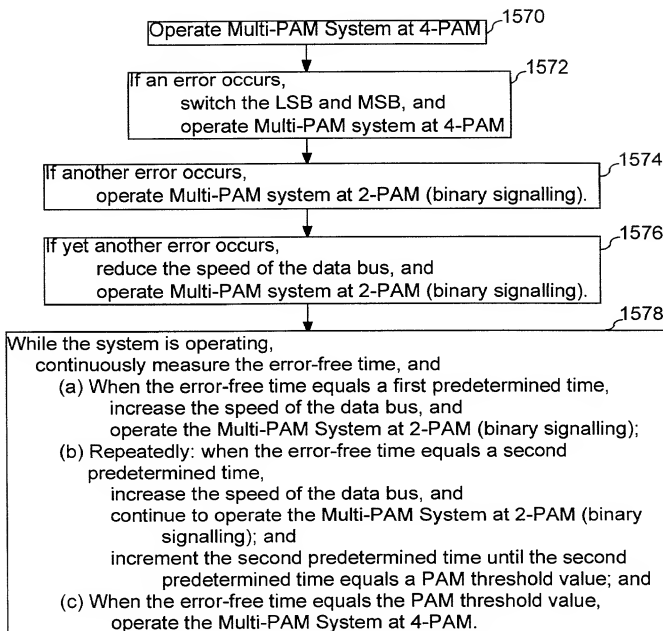 Operate Multi-PAM System at 4-PAM
1570
1572
If an error occurs,
switch the LSB and MSB, and
operate Multi-PAM system at 4-PAM
1574
If another error occurs,
operate Multi-PAM system at 2-PAM (binary signalling).
1576
If yet another error occurs,
reduce the speed of the data bus, and
operate Multi-PAM system at 2-PAM (binary signalling).
1578
While the system is operating,
continuously measure the error-free time, and
(a) When the error-free time equals a first predetermined time,
increase the speed of the data bus, and
operate the Multi-PAM System at 2-PAM (binary signalling);
(b) Repeatedly: when the error-free time equals a second
predetermined time,
increase the speed of the data bus, and
continue to operate the Multi-PAM System at 2-PAM (binary
signalling); and
increment the second predetermined time until the second
predetermined time equals a PAM threshold value; and
(c) When the error-free time equals the PAM threshold value,
operate the Multi-PAM System at 4-PAM.